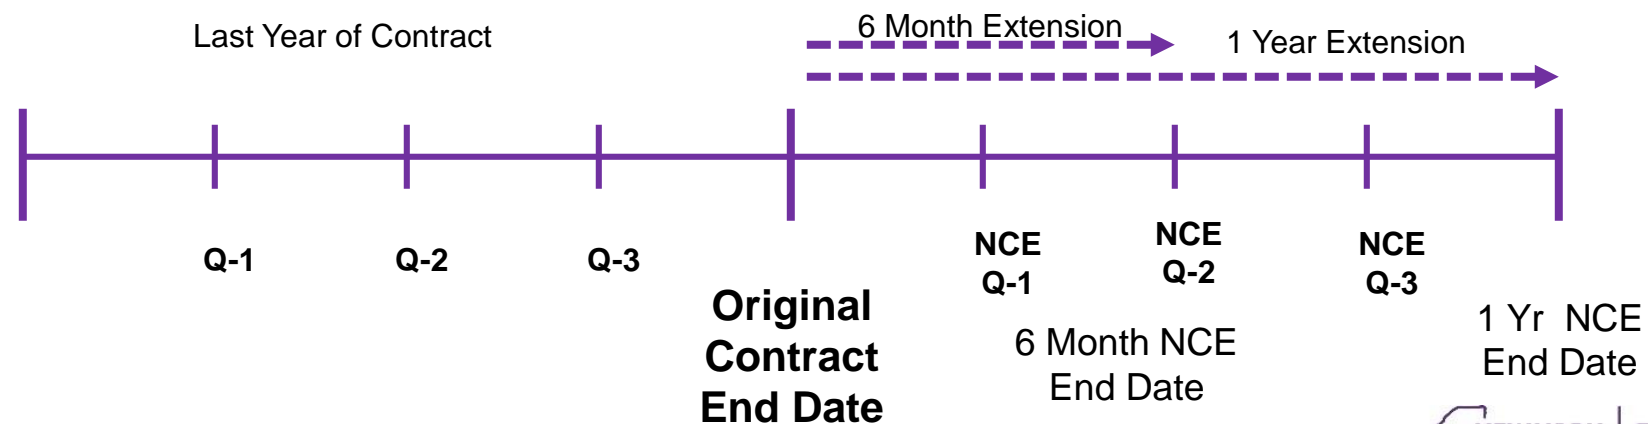 Last Year of Contract
6 Month Extension
1 Year Extension
Q-1
Q-2
Q-3
Original
Contract
End Date
NCE
Q-1
NCE
Q-2
NCE
Q-3
6 Month NCE
End Date
1 Yr NCE
End Date